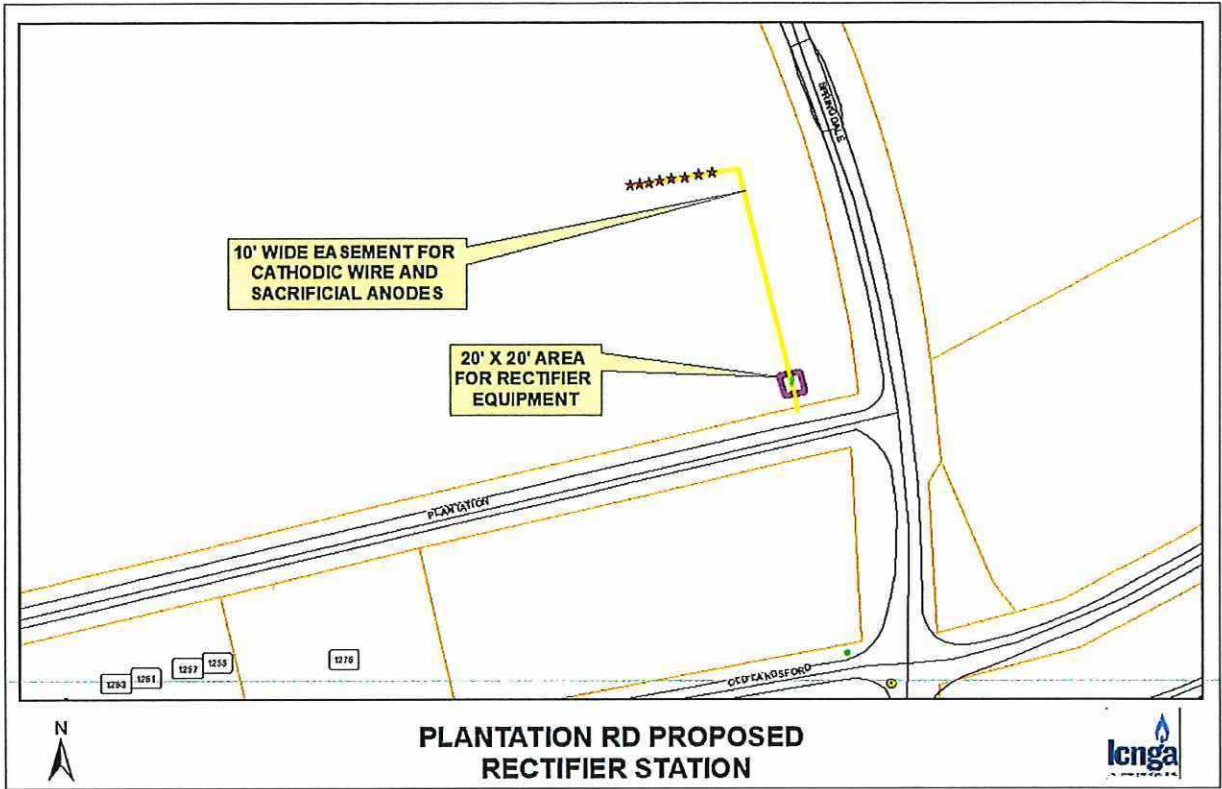 SPRINGDALE
10' WIDE EASEMENT FOR
CATHODIC WIRE AND
SACRIFICIAL ANODES
20' X 20' AREA
FOR RECTIFIER
EQUIPMENT
PLANTATION
1263
1261
1257
1255
1276
OLD LANDSFORD
N
PLANTATION RD PROPOSED
RECTIFIER STATION
lcnga